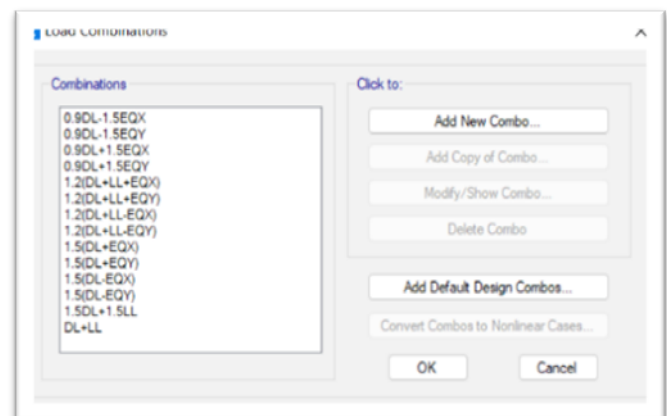 Load Combinations
Combinations
0.9DL-1.5EQX
0.9DL-1.5EQY
0.9DL+1.5EQX
0.9DL+1.5EQY
1.2(DL+LL+EQX)
1.2(DL+LL+EQY)
1.2(DL+LL-EQX)
1.2(DL+LL-EQY)
1.5(DL+EQX)
1.5(DL+EQY)
1.5(DL-EQX)
1.5(DL-EQY)
1.5DL+1.5LL
DL+LL
Click to:
Add New Combo...
Add Copy of Combo...
Modify/Show Combo...
Delete Combo
Add Default Design Combos...
Convert Combos to Nonlinear Cases...
OK
Cancel